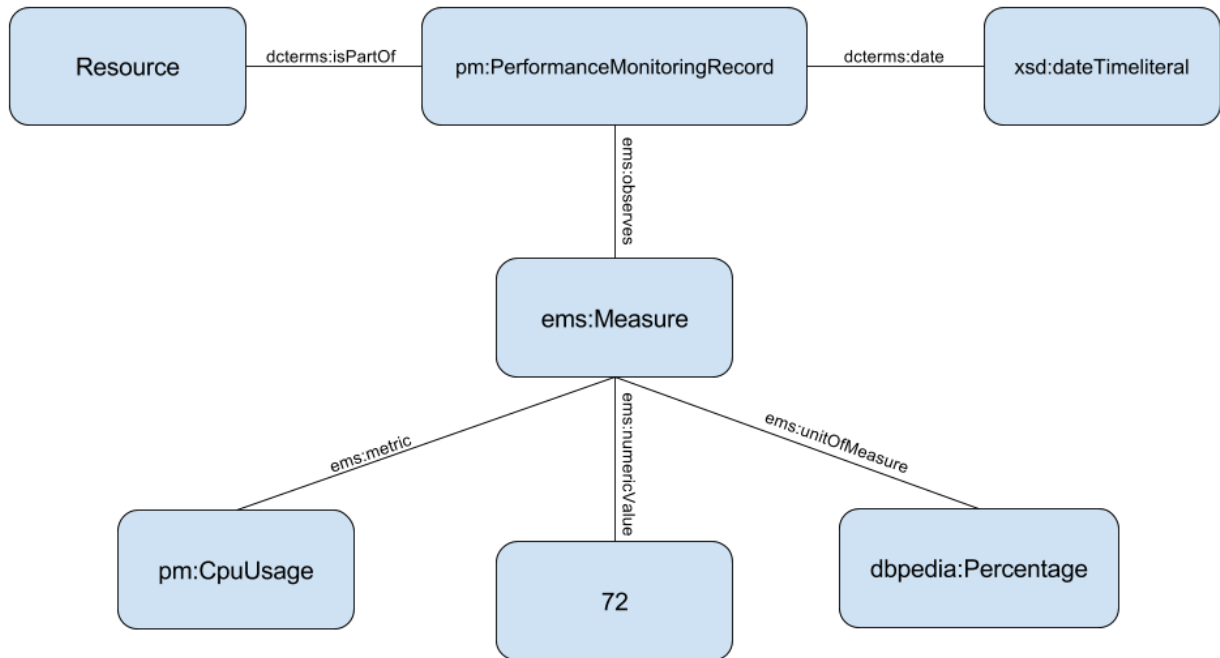 Resource
dcterms:isPartOf
pm:PerformanceMonitoringRecord
dcterms:date
xsd:dateTimeliteral
ems:observes
ems:Measure
ems:metric
ems:numericValue
ems:unitOfMeasure
pm:CpuUsage
72
dbpedia:Percentage